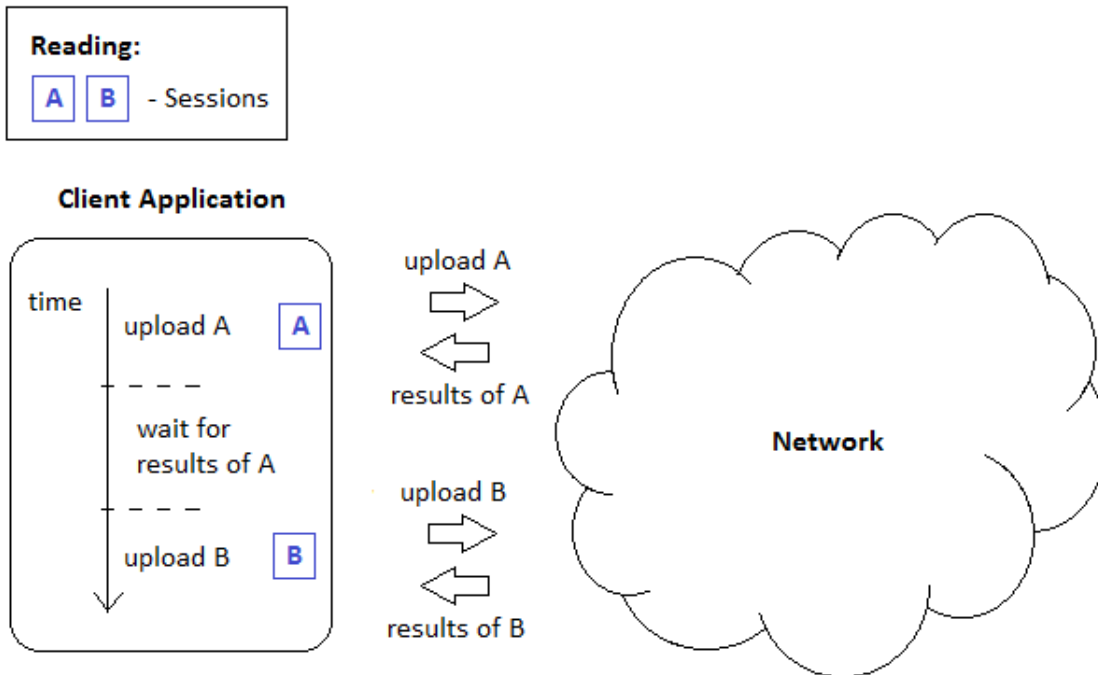 Reading:
A B - Sessions
Client Application
time
upload A A
wait for
results of A
upload B B
upload A
results of A
upload B
results of B
Network